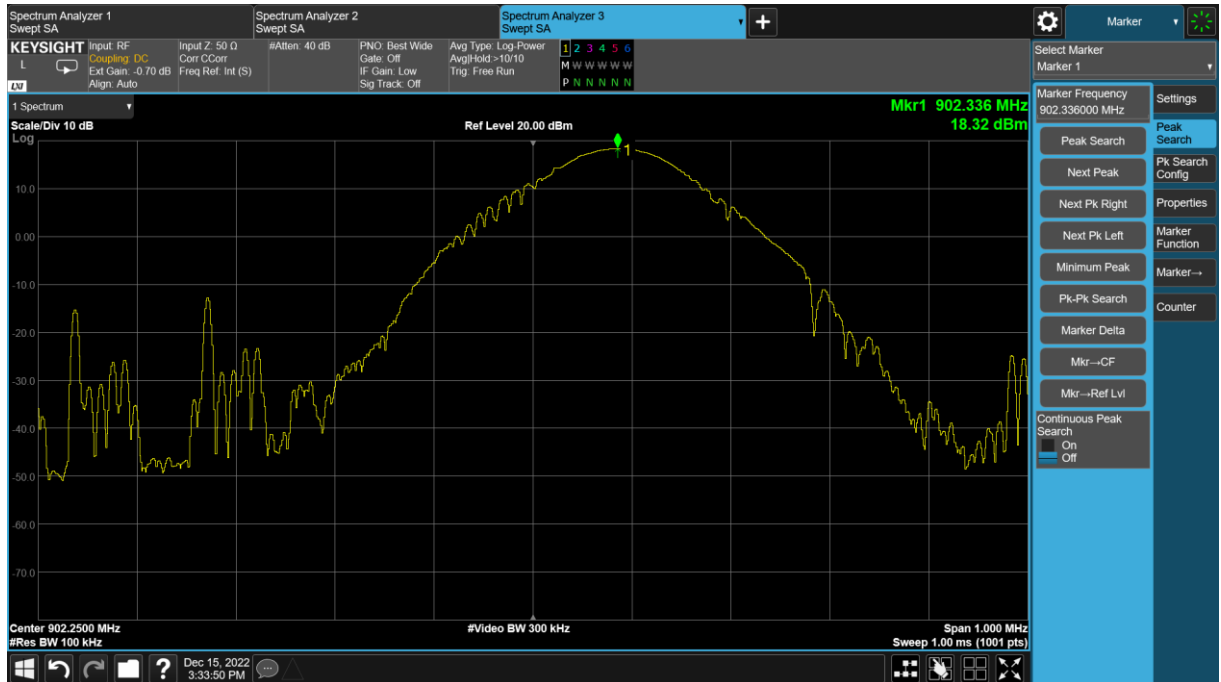 Spectrum Analyzer 1
Swept SA
Spectrum Analyzer 2
Swept SA
Spectrum Analyzer 3
Swept SA
Marker
KEYSIGHT
L
LXI
Input: RF
Coupling: DC
Ext Gain: -0.70 dB
Align: Auto
Input Z: 50 Ω
Corr CCorr
Freq Ref: Int (S)
#Atten: 40 dB
PNO: Best Wide
Gate: Off
IF Gain: Low
Sig Track: Off
Avg Type: Log-Power
Avg|Hold:>10/10
Trig: Free Run
1 2 3 4 5 6
M W W W W W
P N N N N N
Select Marker
Marker 1
1 Spectrum
Scale/Div 10 dB
Log
Ref Level 20.00 dBm
Mkr1 902.336 MHz
18.32 dBm
1
10.0
0.00
-10.0
-20.0
-30.0
-40.0
-50.0
-60.0
-70.0
Center 902.2500 MHz
#Res BW 100 kHz
#Video BW 300 kHz
Span 1.000 MHz
Sweep 1.00 ms (1001 pts)
Marker Frequency
902.336000 MHz
Peak Search
Next Peak
Next Pk Right
Next Pk Left
Minimum Peak
Pk-Pk Search
Marker Delta
Mkr→CF
Mkr→Ref Lvl
Continuous Peak
Search
On
Off
Settings
Peak
Search
Pk Search
Config
Properties
Marker
Function
Marker→
Counter
?
Dec 15, 2022
3:33:50 PM